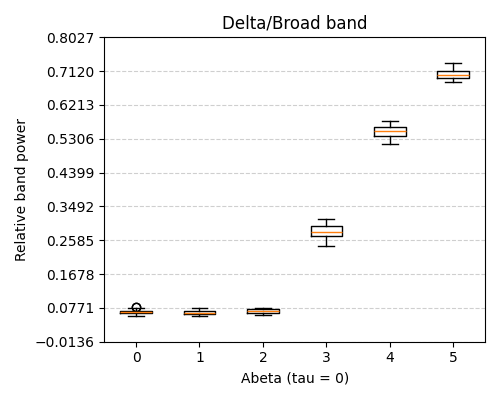 Delta/Broad band
Relative band power
0.8027
0.7120
0.6213
0.5306
0.4399
0.3492
0.2585
0.1678
0.0771
−0.0136
0 1 2 3 4 5
Abeta (tau = 0)